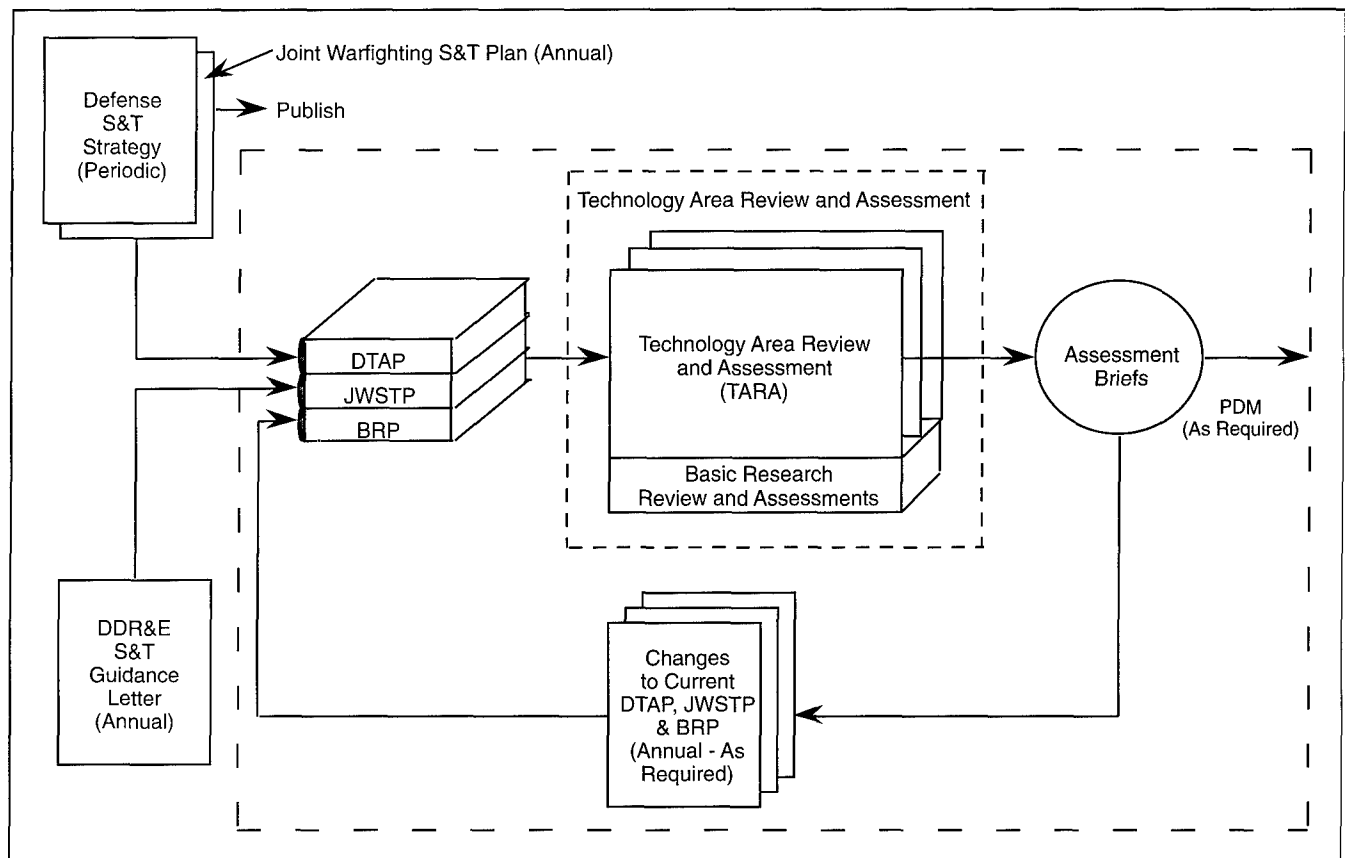 Joint Warfighting S&T Plan (Annual)
Defense
S&T
Strategy
(Periodic)
Publish
Technology Area Review and Assessment
DTAP
JWSTP
BRP
Technology Area Review
and Assessment
(TARA)
Basic Research
Review and Assessments
Assessment
Briefs
PDM
(As Required)
DDR&E
S&T
Guidance
Letter
(Annual)
Changes
to Current
DTAP, JWSTP
& BRP
(Annual - As
Required)